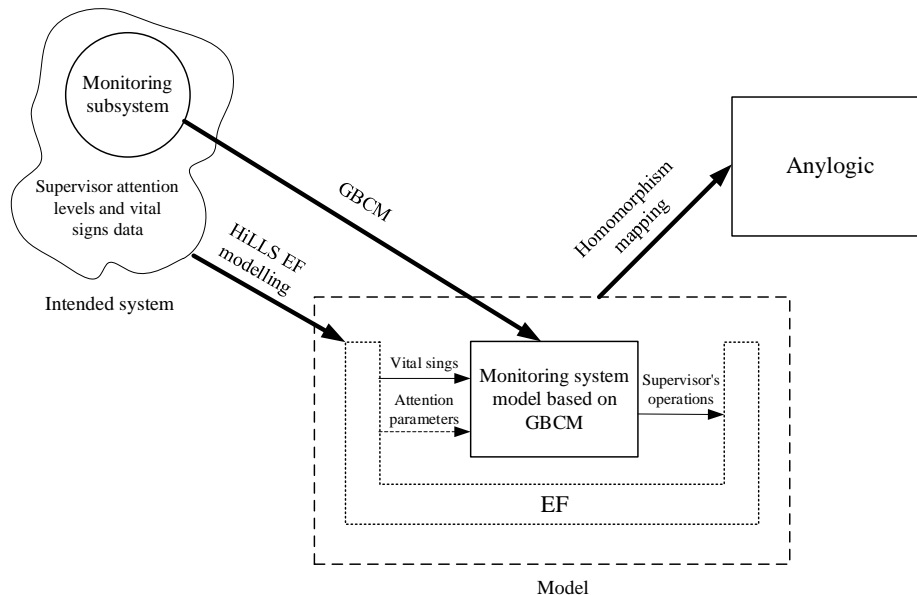 Monitoring
subsystem
Supervisor attention
levels and vital
signs data
Intended system
GBCM
HiLLS EF
modelling
Homomorphism
mapping
Anylogic
Vital sings
Attention
parameters
Monitoring system
model based on
GBCM
Supervisor's
operations
EF
Model